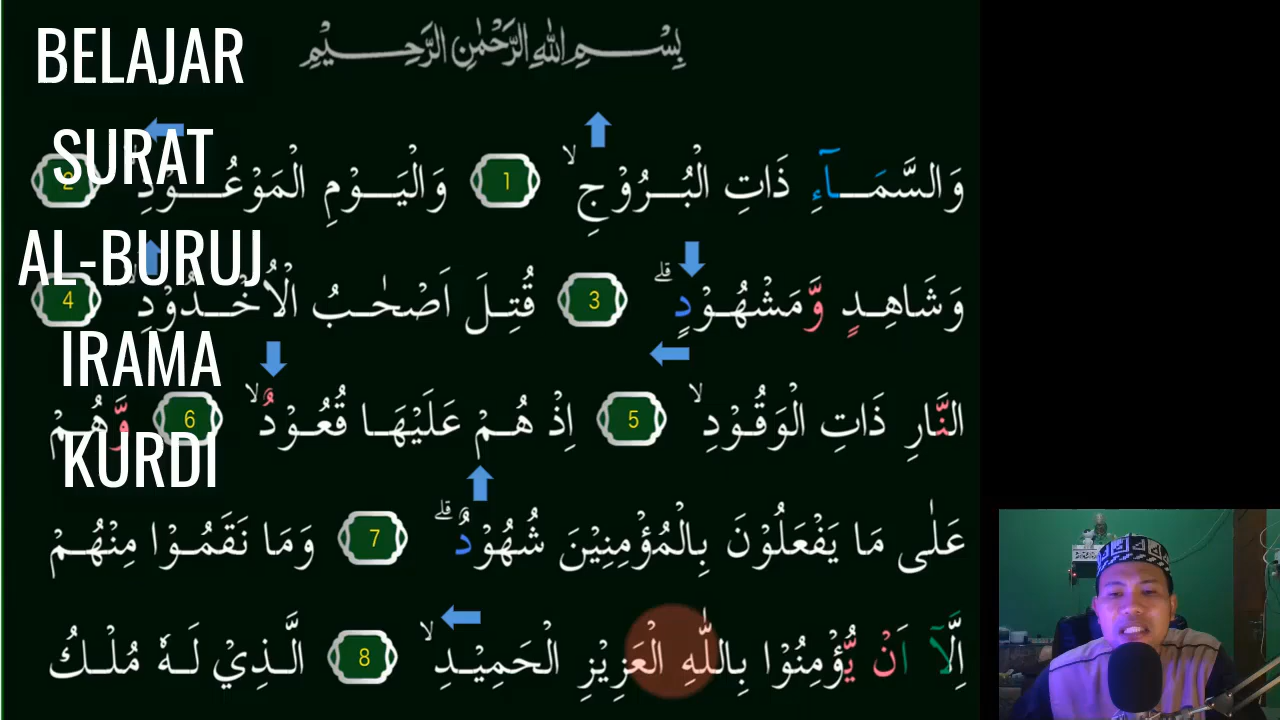 BELAJAR
SURAT
AL-BURUJ
IRAMA
KURDI
بِسْمِ اللهِ الرَّحْمٰنِ الرَّحِيْمِ
وَالسَّمَآءِ ذَاتِ الْبُرُوْجِۙ 1 وَالْيَوْمِ الْمَوْعُوْدِۙ 2
وَشَاهِدٍ وَّمَشْهُوْدٍۗ 3 قُتِلَ اَصْحٰبُ الْاُخْدُوْدِۙ 4
النَّارِ ذَاتِ الْوَقُوْدِۙ 5 اِذْ هُمْ عَلَيْهَا قُعُوْدٌۙ 6 وَّهُمْ
عَلٰى مَا يَفْعَلُوْنَ بِالْمُؤْمِنِيْنَ شُهُوْدٌۗ 7 وَمَا نَقَمُوْا مِنْهُمْ
اِلَّآ اَنْ يُّؤْمِنُوْا بِاللّٰهِ الْعَزِيْزِ الْحَمِيْدِۙ 8 الَّذِيْ لَهٗ مُلْكُ